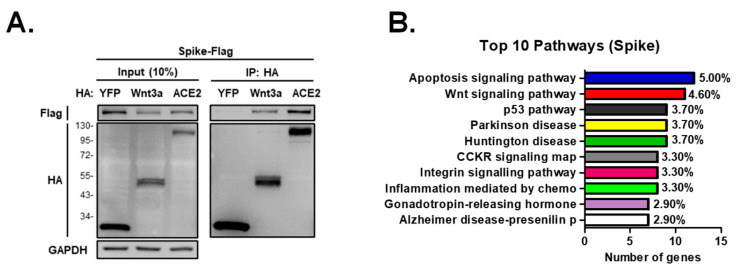 A.
Spike-Flag
Input (10%) IP: HA
HA: YFP Wnt3a ACE2 YFP Wnt3a ACE2
Flag
130-
95-
72-
HA
55-
43-
34-
GAPDH
B.
Top 10 Pathways (Spike)
Apoptosis signaling pathway 5.00%
Wnt signaling pathway 4.60%
p53 pathway 3.70%
Parkinson disease 3.70%
Huntington disease 3.70%
CCKR signaling map 3.30%
Integrin signalling pathway 3.30%
Inflammation mediated by chemo 3.30%
Gonadotropin-releasing hormone 2.90%
Alzheimer disease-presenilin p 2.90%
0 5 10 15
Number of genes